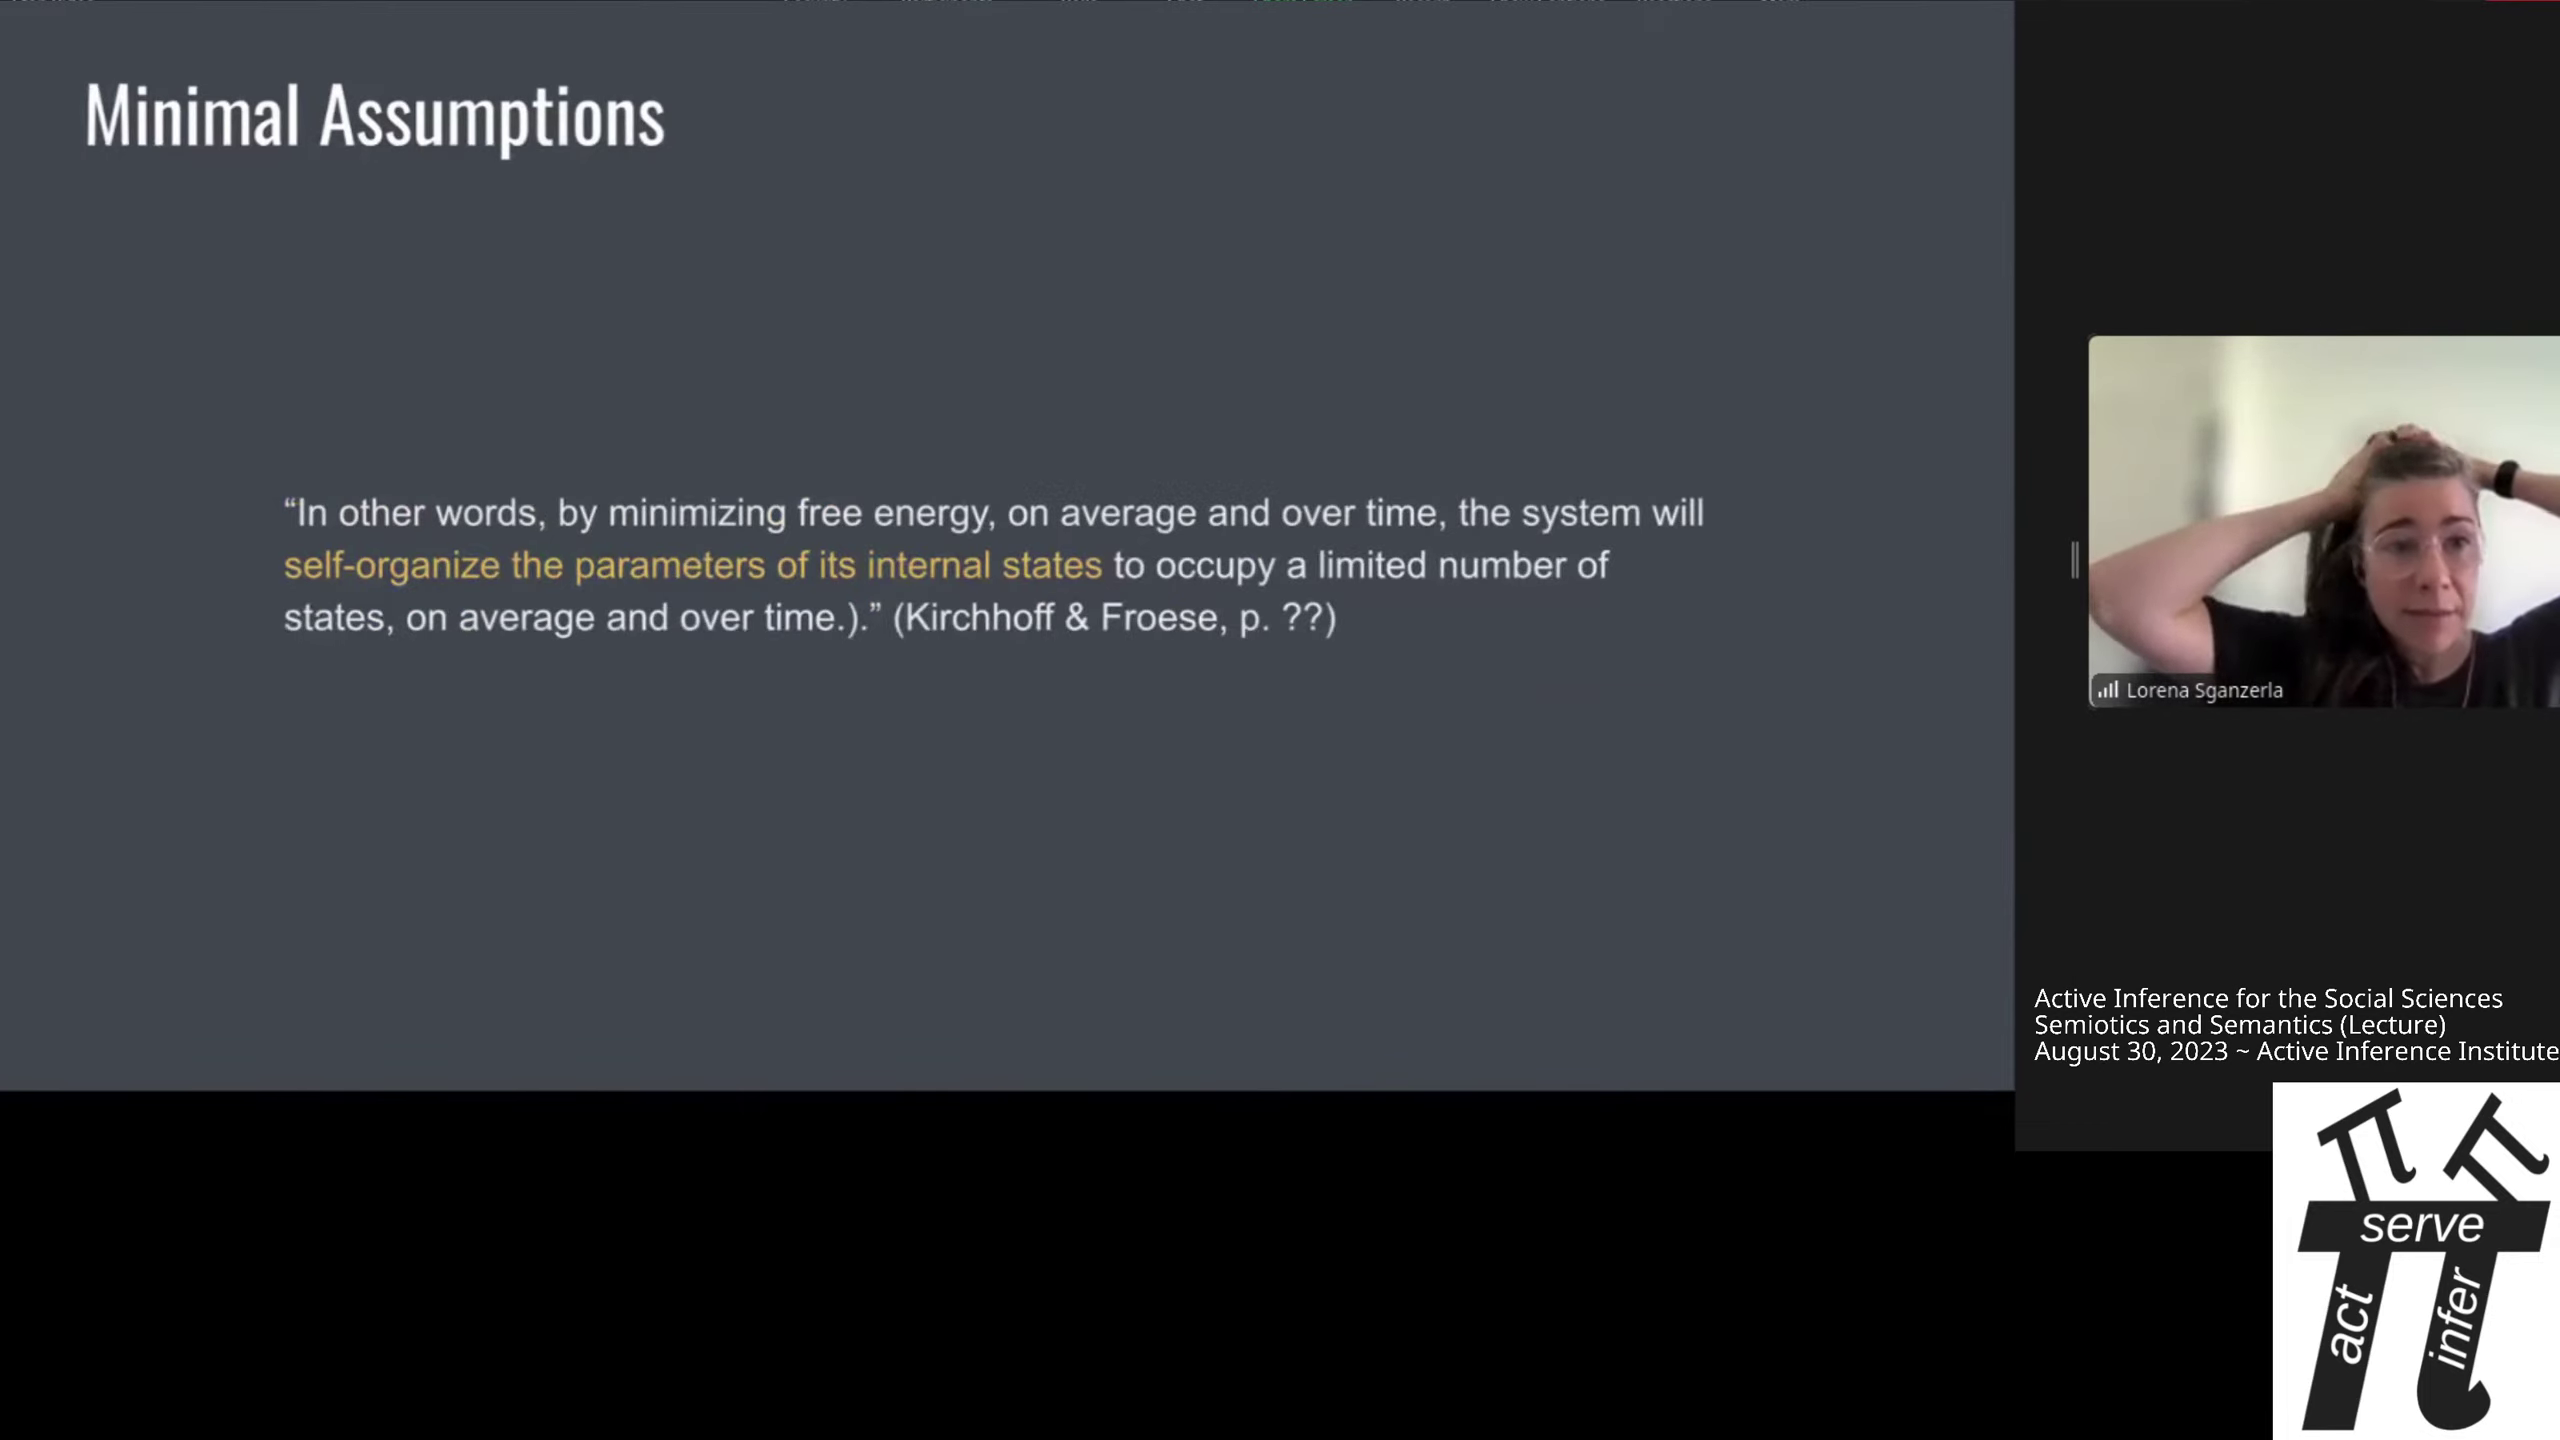 Minimal Assumptions
“In other words, by minimizing free energy, on average and over time, the system will
self-organize the parameters of its internal states to occupy a limited number of
states, on average and over time.).” (Kirchhoff & Froese, p. ??)
Lorena Sganzerla
Active Inference for the Social Sciences
Semiotics and Semantics (Lecture)
August 30, 2023 ~ Active Inference Institute
serve
act
infer